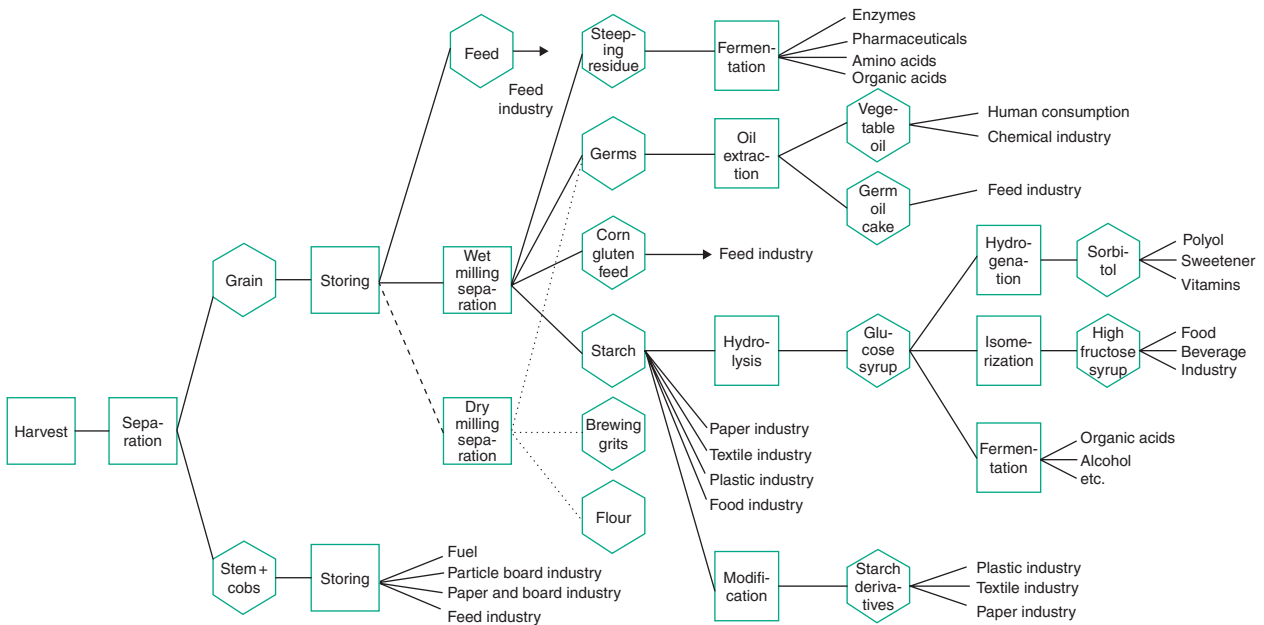 Feed
Feed
industry
Steep-
ing
residue
Fermen-
tation
Enzymes
Pharmaceuticals
Amino acids
Organic acids
Germs
Oil
extrac-
tion
Vege-
table
oil
Human consumption
Chemical industry
Germ
oil
cake
Feed industry
Grain
Storing
Wet
milling
sepa-
ration
Corn
gluten
feed
Feed industry
Hydro-
genation
Sorbi-
tol
Polyol
Sweetener
Vitamins
Starch
Hydro-
lysis
Glu-
cose
syrup
Isome-
rization
High
fructose
syrup
Food
Beverage
Industry
Harvest
Sepa-
ration
Dry
milling
sepa-
ration
Brewing
grits
Paper industry
Textile industry
Plastic industry
Food industry
Fermen-
tation
Organic acids
Alcohol
etc.
Flour
Stem+
cobs
Storing
Fuel
Particle board industry
Paper and board industry
Feed industry
Modifi-
cation
Starch
deriva-
tives
Plastic industry
Textile industry
Paper industry